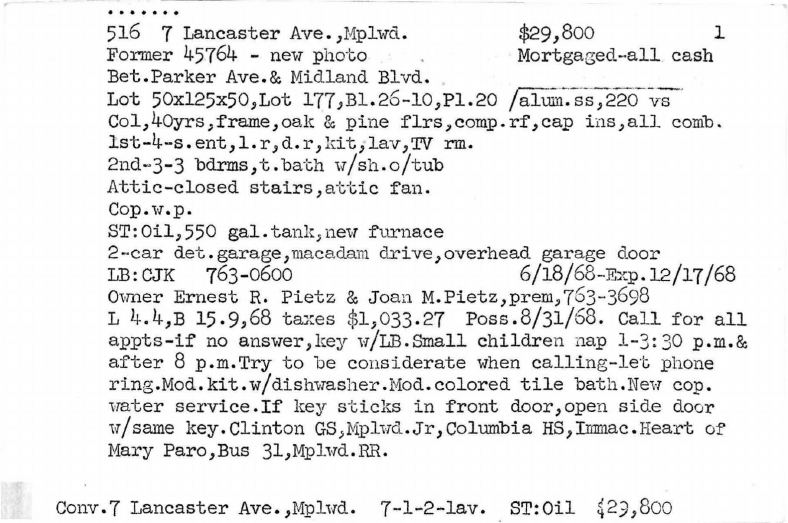 516 7 Lancaster Ave.,Mplwd. $29,800 1
Former 45764 - new photo Mortgaged-all cash
Bet.Parker Ave.& Midland Blvd.
Lot 50x125x50,Lot 177,Bl.26-10,Pl.20 /alum.ss,220 vs
Col,40yrs,frame,oak & pine flrs,comp.rf,cap ins,all comb.
1st-4-s.ent,l.r,d.r,kit,lav,TV rm.
2nd-3-3 bdrms,t.bath w/sh.o/tub
Attic-closed stairs,attic fan.
Cop.w.p.
ST:Oil,550 gal.tank,new furnace
2-car det.garage,macadam drive,overhead garage door
LB:CJK 763-0600 6/18/68-Exp.12/17/68
Owner Ernest R. Pietz & Joan M.Pietz,prem,763-3698
L 4.4,B 15.9,68 taxes $1,033.27 Poss.8/31/68. Call for all
appts-if no answer,key w/LB.Small children nap 1-3:30 p.m.&
after 8 p.m.Try to be considerate when calling-let phone
ring.Mod.kit.w/dishwasher.Mod.colored tile bath.New cop.
water service.If key sticks in front door,open side door
w/same key.Clinton GS,Mplwd.Jr,Columbia HS,Immac.Heart of
Mary Paro,Bus 31,Mplwd.RR.
Conv.7 Lancaster Ave.,Mplwd. 7-1-2-lav. ST:Oil $29,800